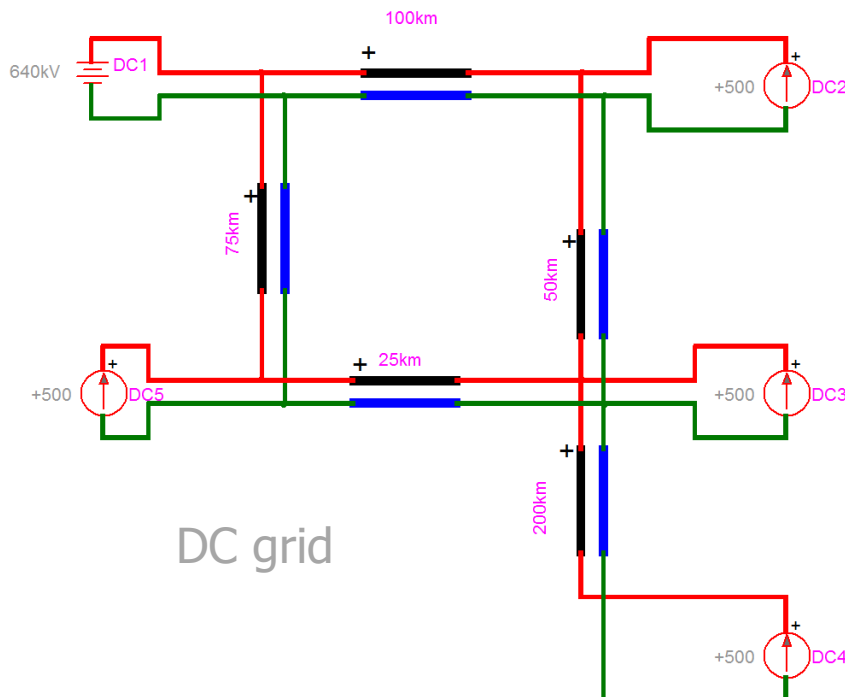 100km
+
640kV
DC1
+
+500
DC2
+
75km
+
50km
+
25km
+
+500
DC5
+
+500
DC3
+
200km
DC grid
+
+500
DC4